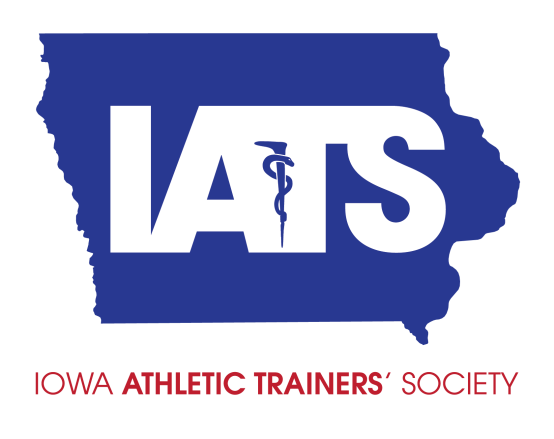 IATS
IOWA ATHLETIC TRAINERS‘ SOCIETY